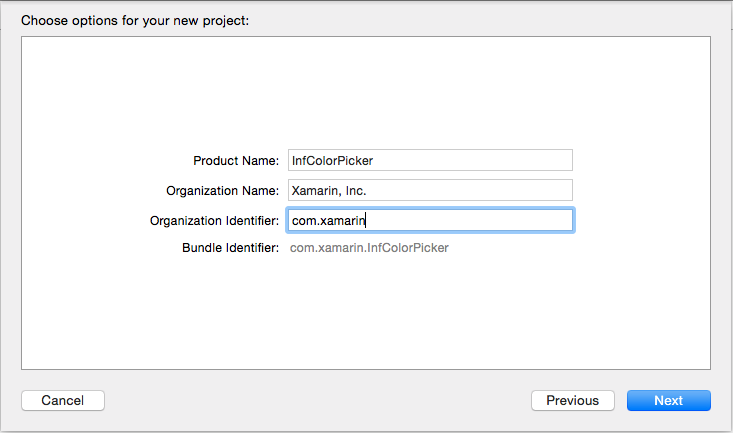 Choose options for your new project:
Product Name: InfColorPicker
Organization Name: Xamarin, Inc.
Organization Identifier: com.xamarin
Bundle Identifier: com.xamarin.InfColorPicker
Cancel Previous Next